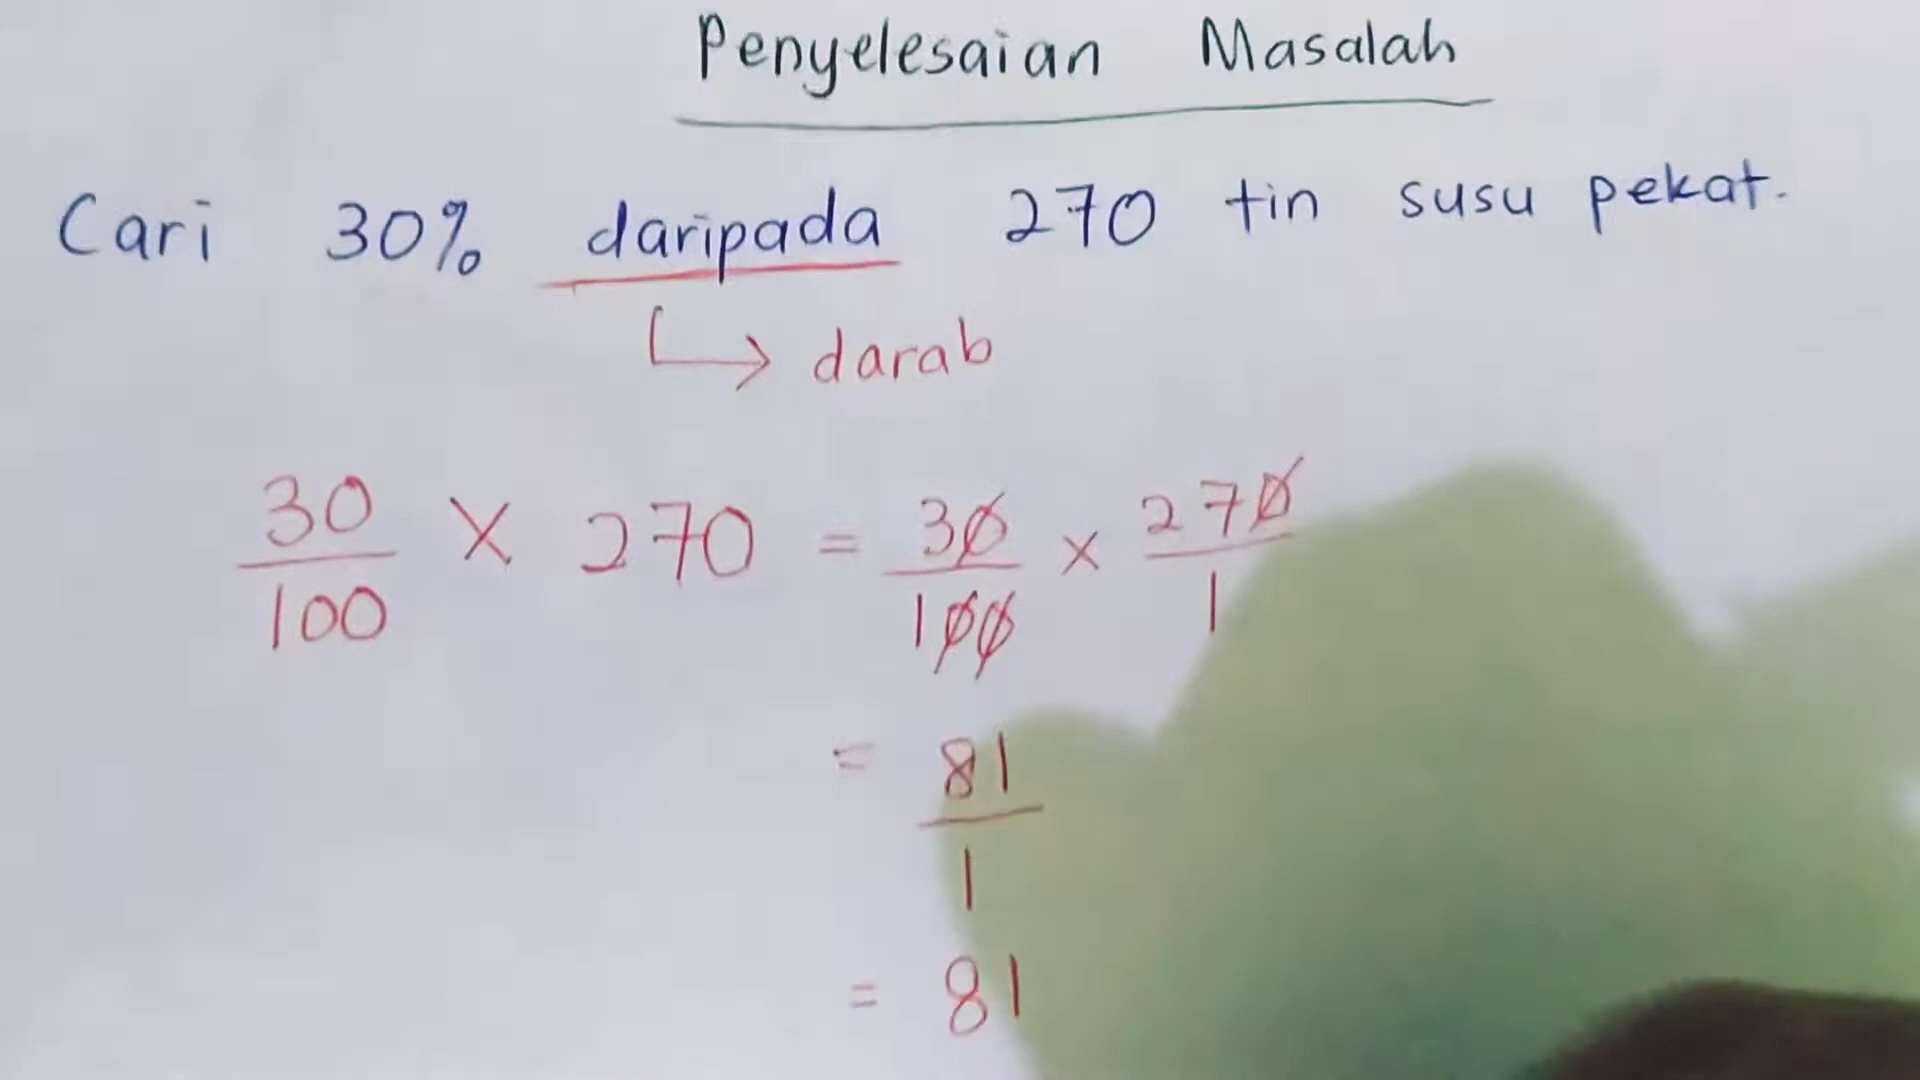 Penyelesaian Masalah
Cari 30% daripada 270 tin susu pekat.
↳ darab
30/100 × 270 = 30/100 × 270/1
= 81/1
= 81